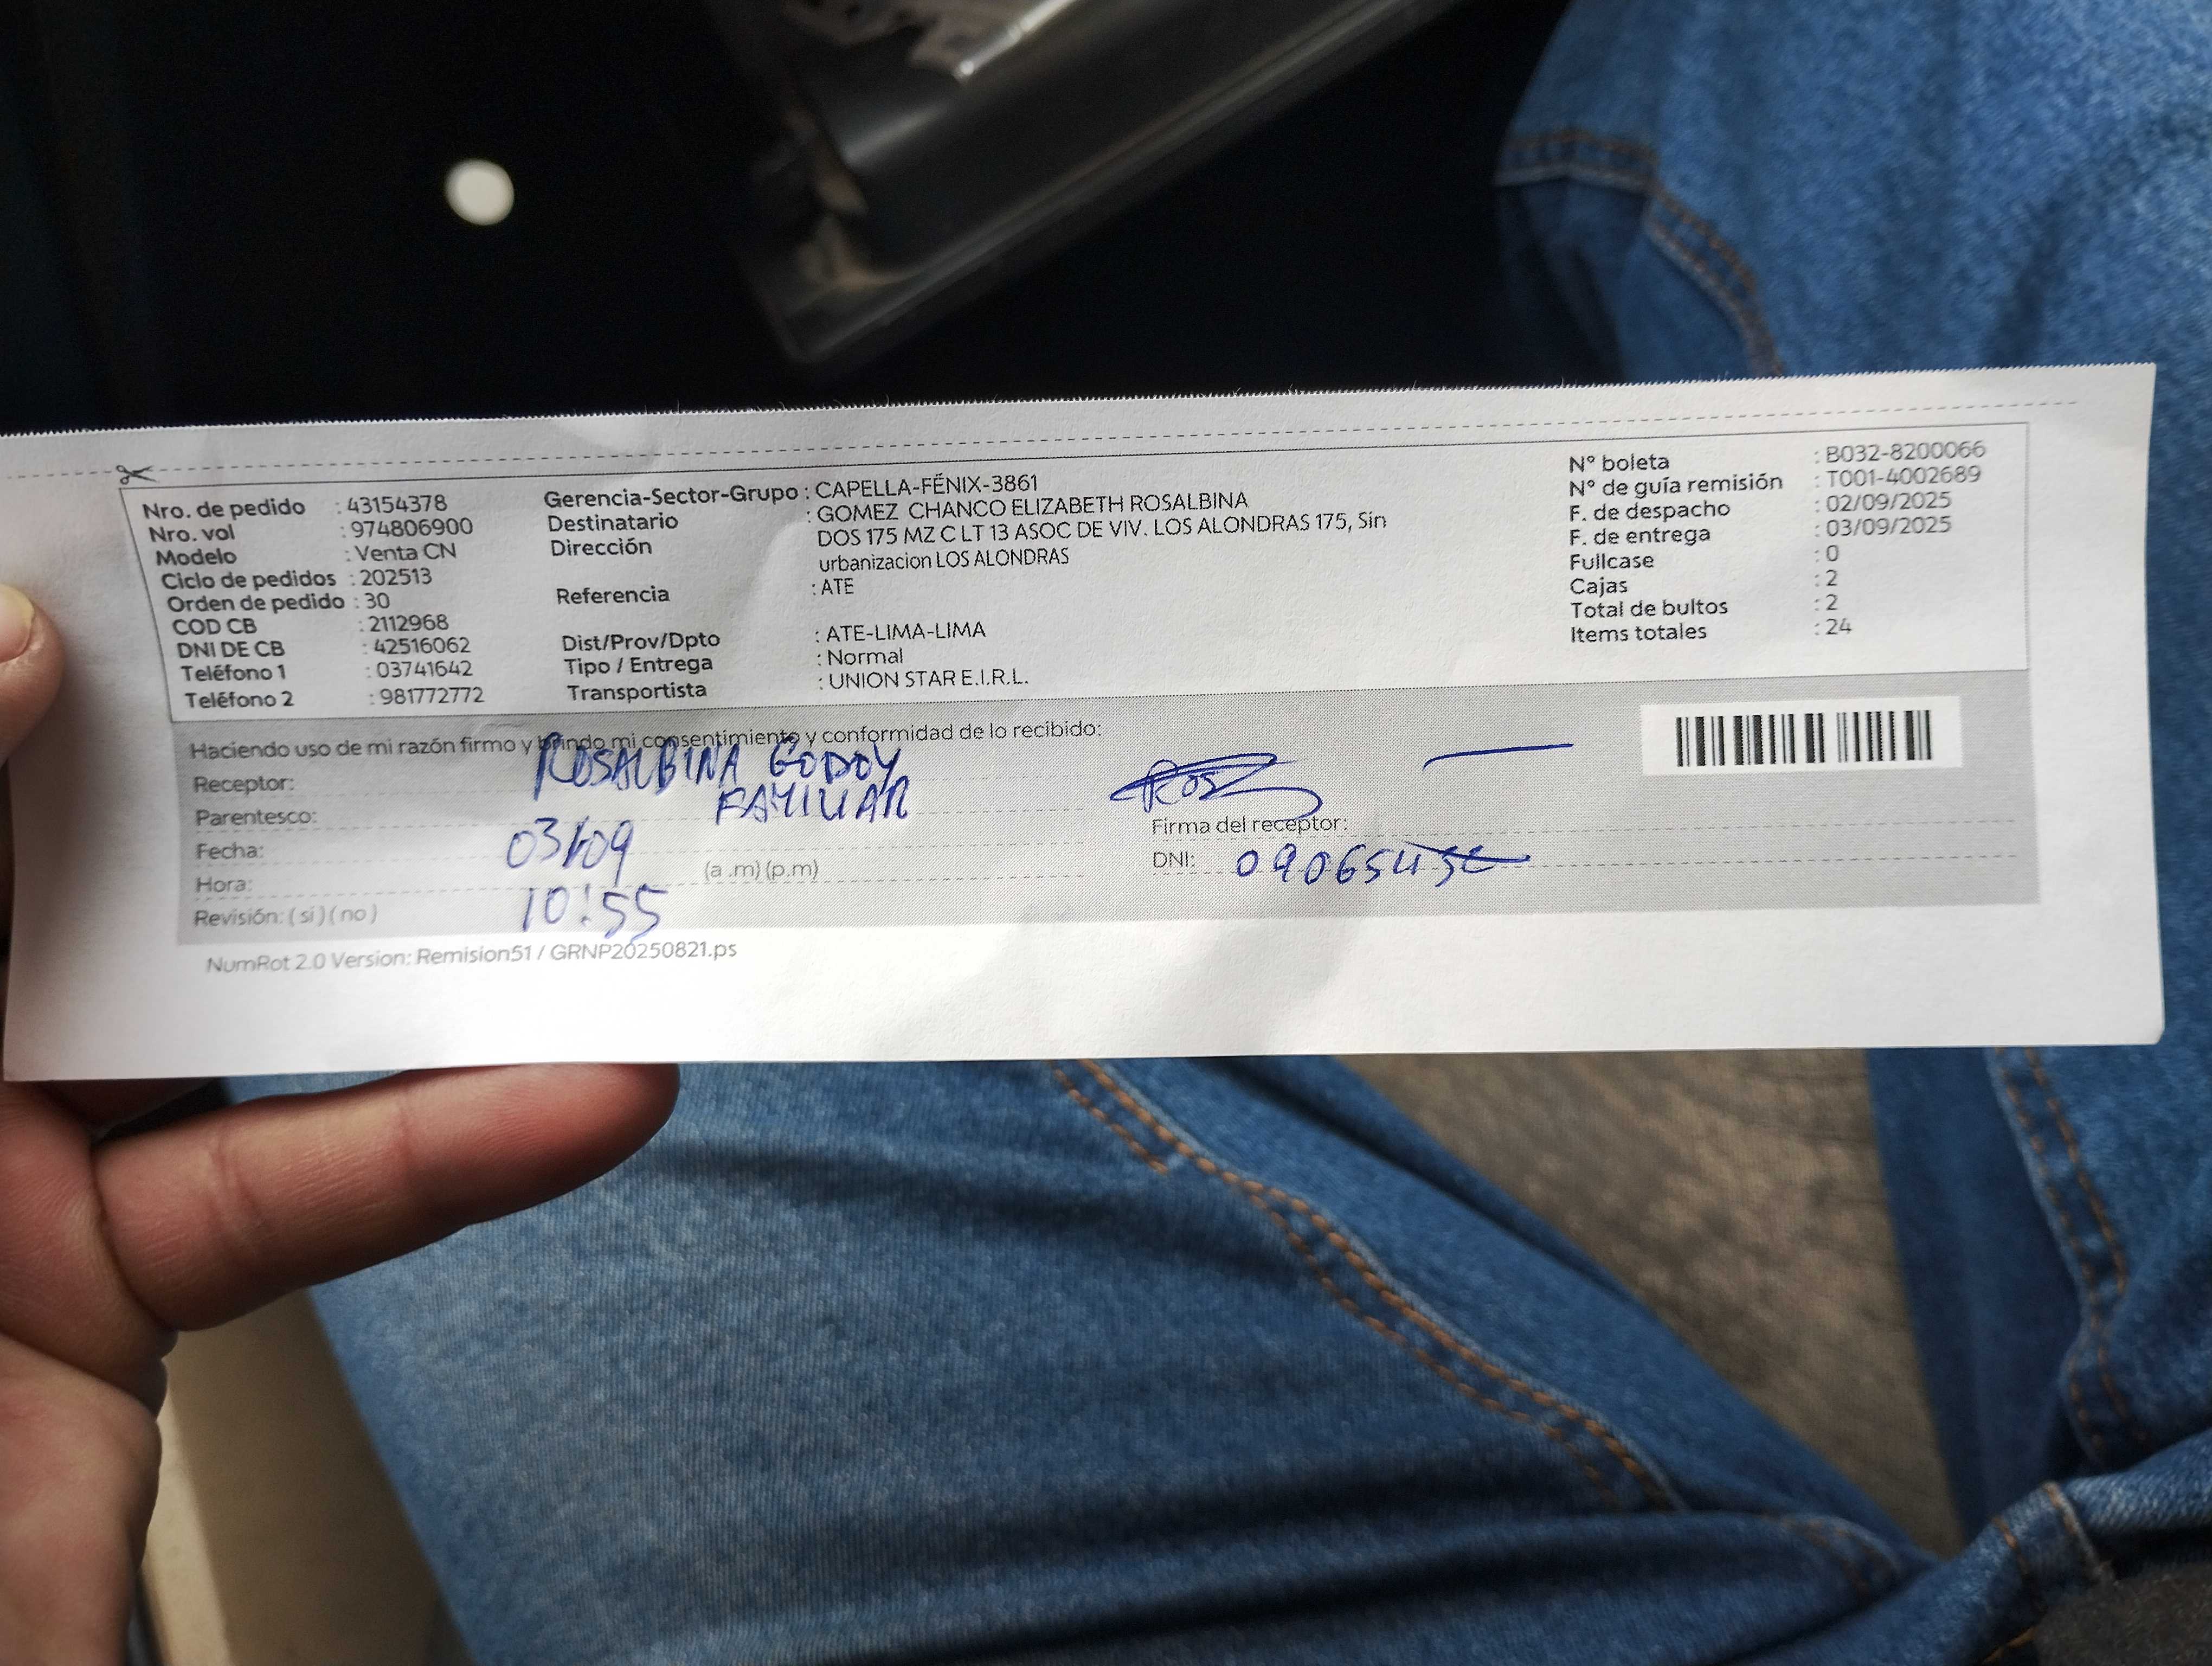 Nro. de pedido : 43154378
Nro. vol : 974806900
Modelo : Venta CN
Ciclo de pedidos : 202513
Orden de pedido : 30
COD CB : 2112968
DNI DE CB : 42516062
Teléfono 1 : 03741642
Teléfono 2 : 981772772
Gerencia-Sector-Grupo : CAPELLA-FÉNIX-3861
Destinatario : GOMEZ CHANCO ELIZABETH ROSALBINA
Dirección DOS 175 MZ C LT 13 ASOC DE VIV. LOS ALONDRAS 175, Sin
urbanizacion LOS ALONDRAS
Referencia : ATE
Dist/Prov/Dpto : ATE-LIMA-LIMA
Tipo / Entrega : Normal
Transportista : UNION STAR E.I.R.L.
N° boleta : B032-8200066
N° de guía remisión : T001-4002689
F. de despacho : 02/09/2025
F. de entrega : 03/09/2025
Fullcase : 0
Cajas : 2
Total de bultos : 2
Items totales : 24
Haciendo uso de mi razón firmo y brindo mi consentimiento y conformidad de lo recibido:
Receptor: ROSALBINA GODOY
Parentesco: FAMILIAR
Fecha: 03/09
Hora: 10:55 (a.m) (p.m)
Revisión: ( si ) ( no )
Firma del receptor:
DNI:
NumRot 2.0 Version: Remision51 / GRNP20250821.ps